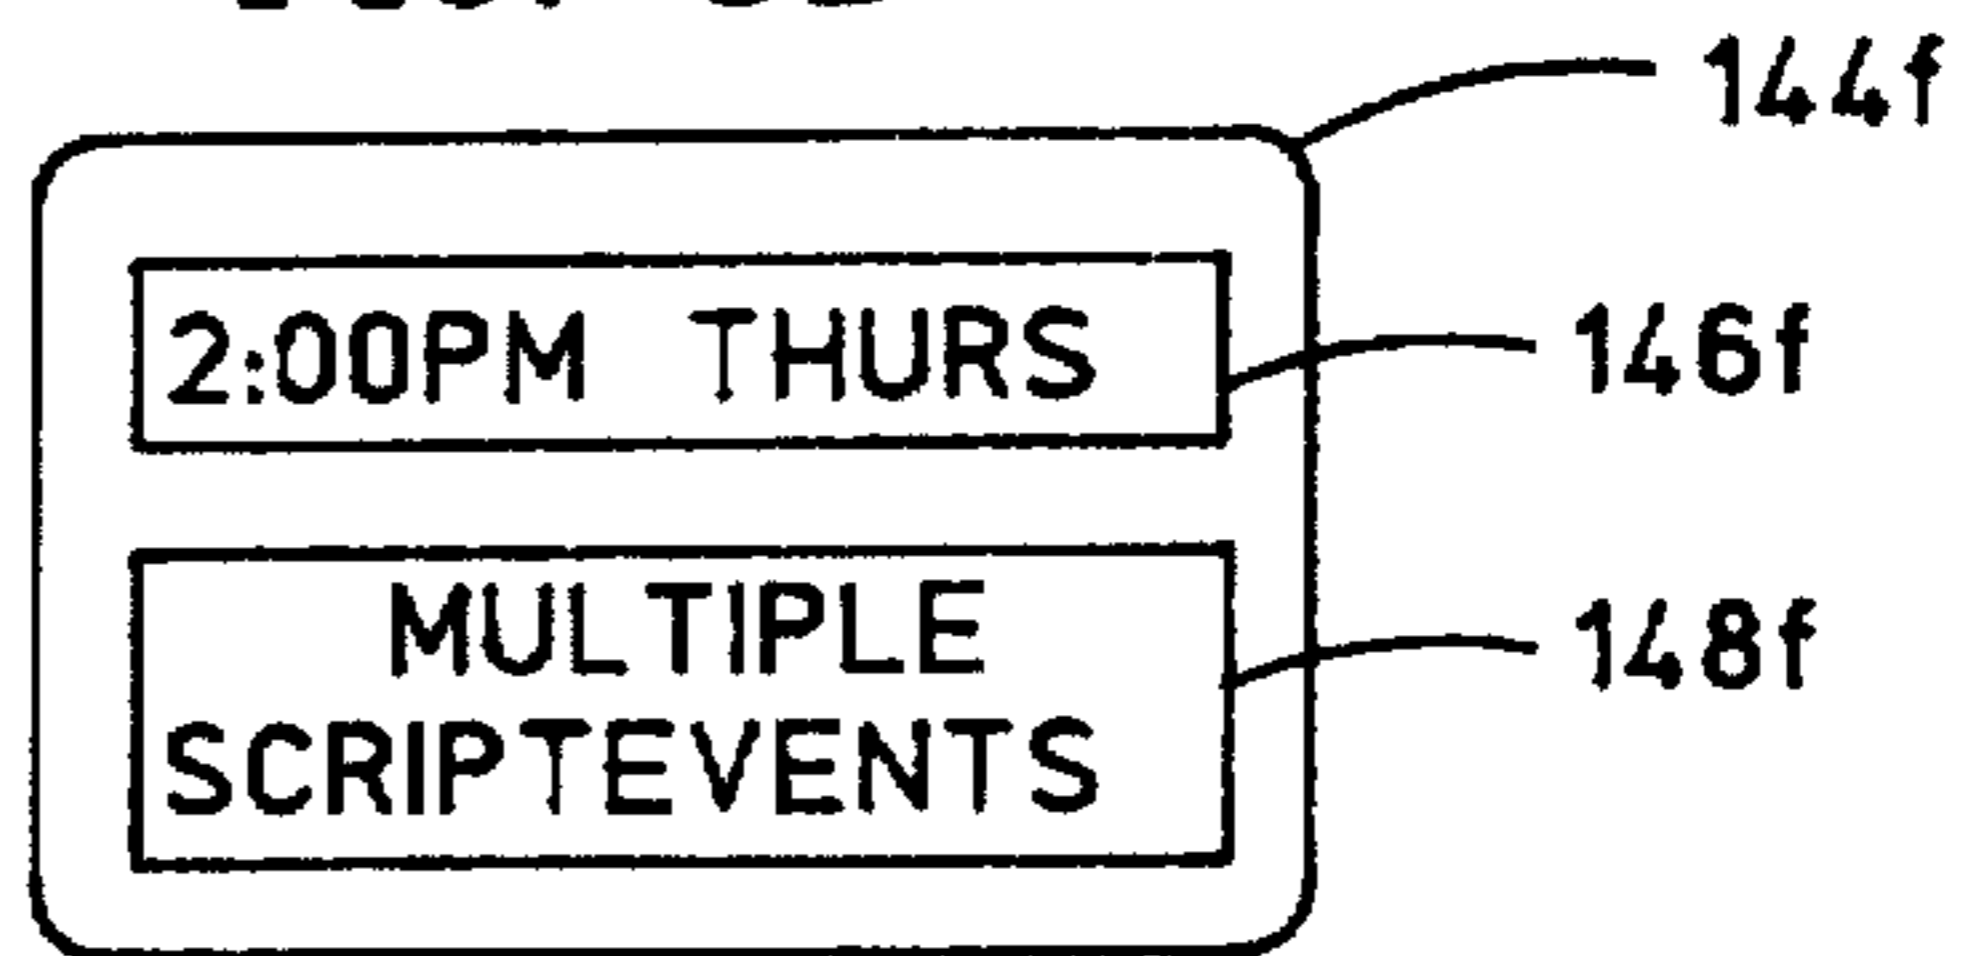 144f
2:00PM THURS
146f
MULTIPLE
148f
SCRIPTEVENTS